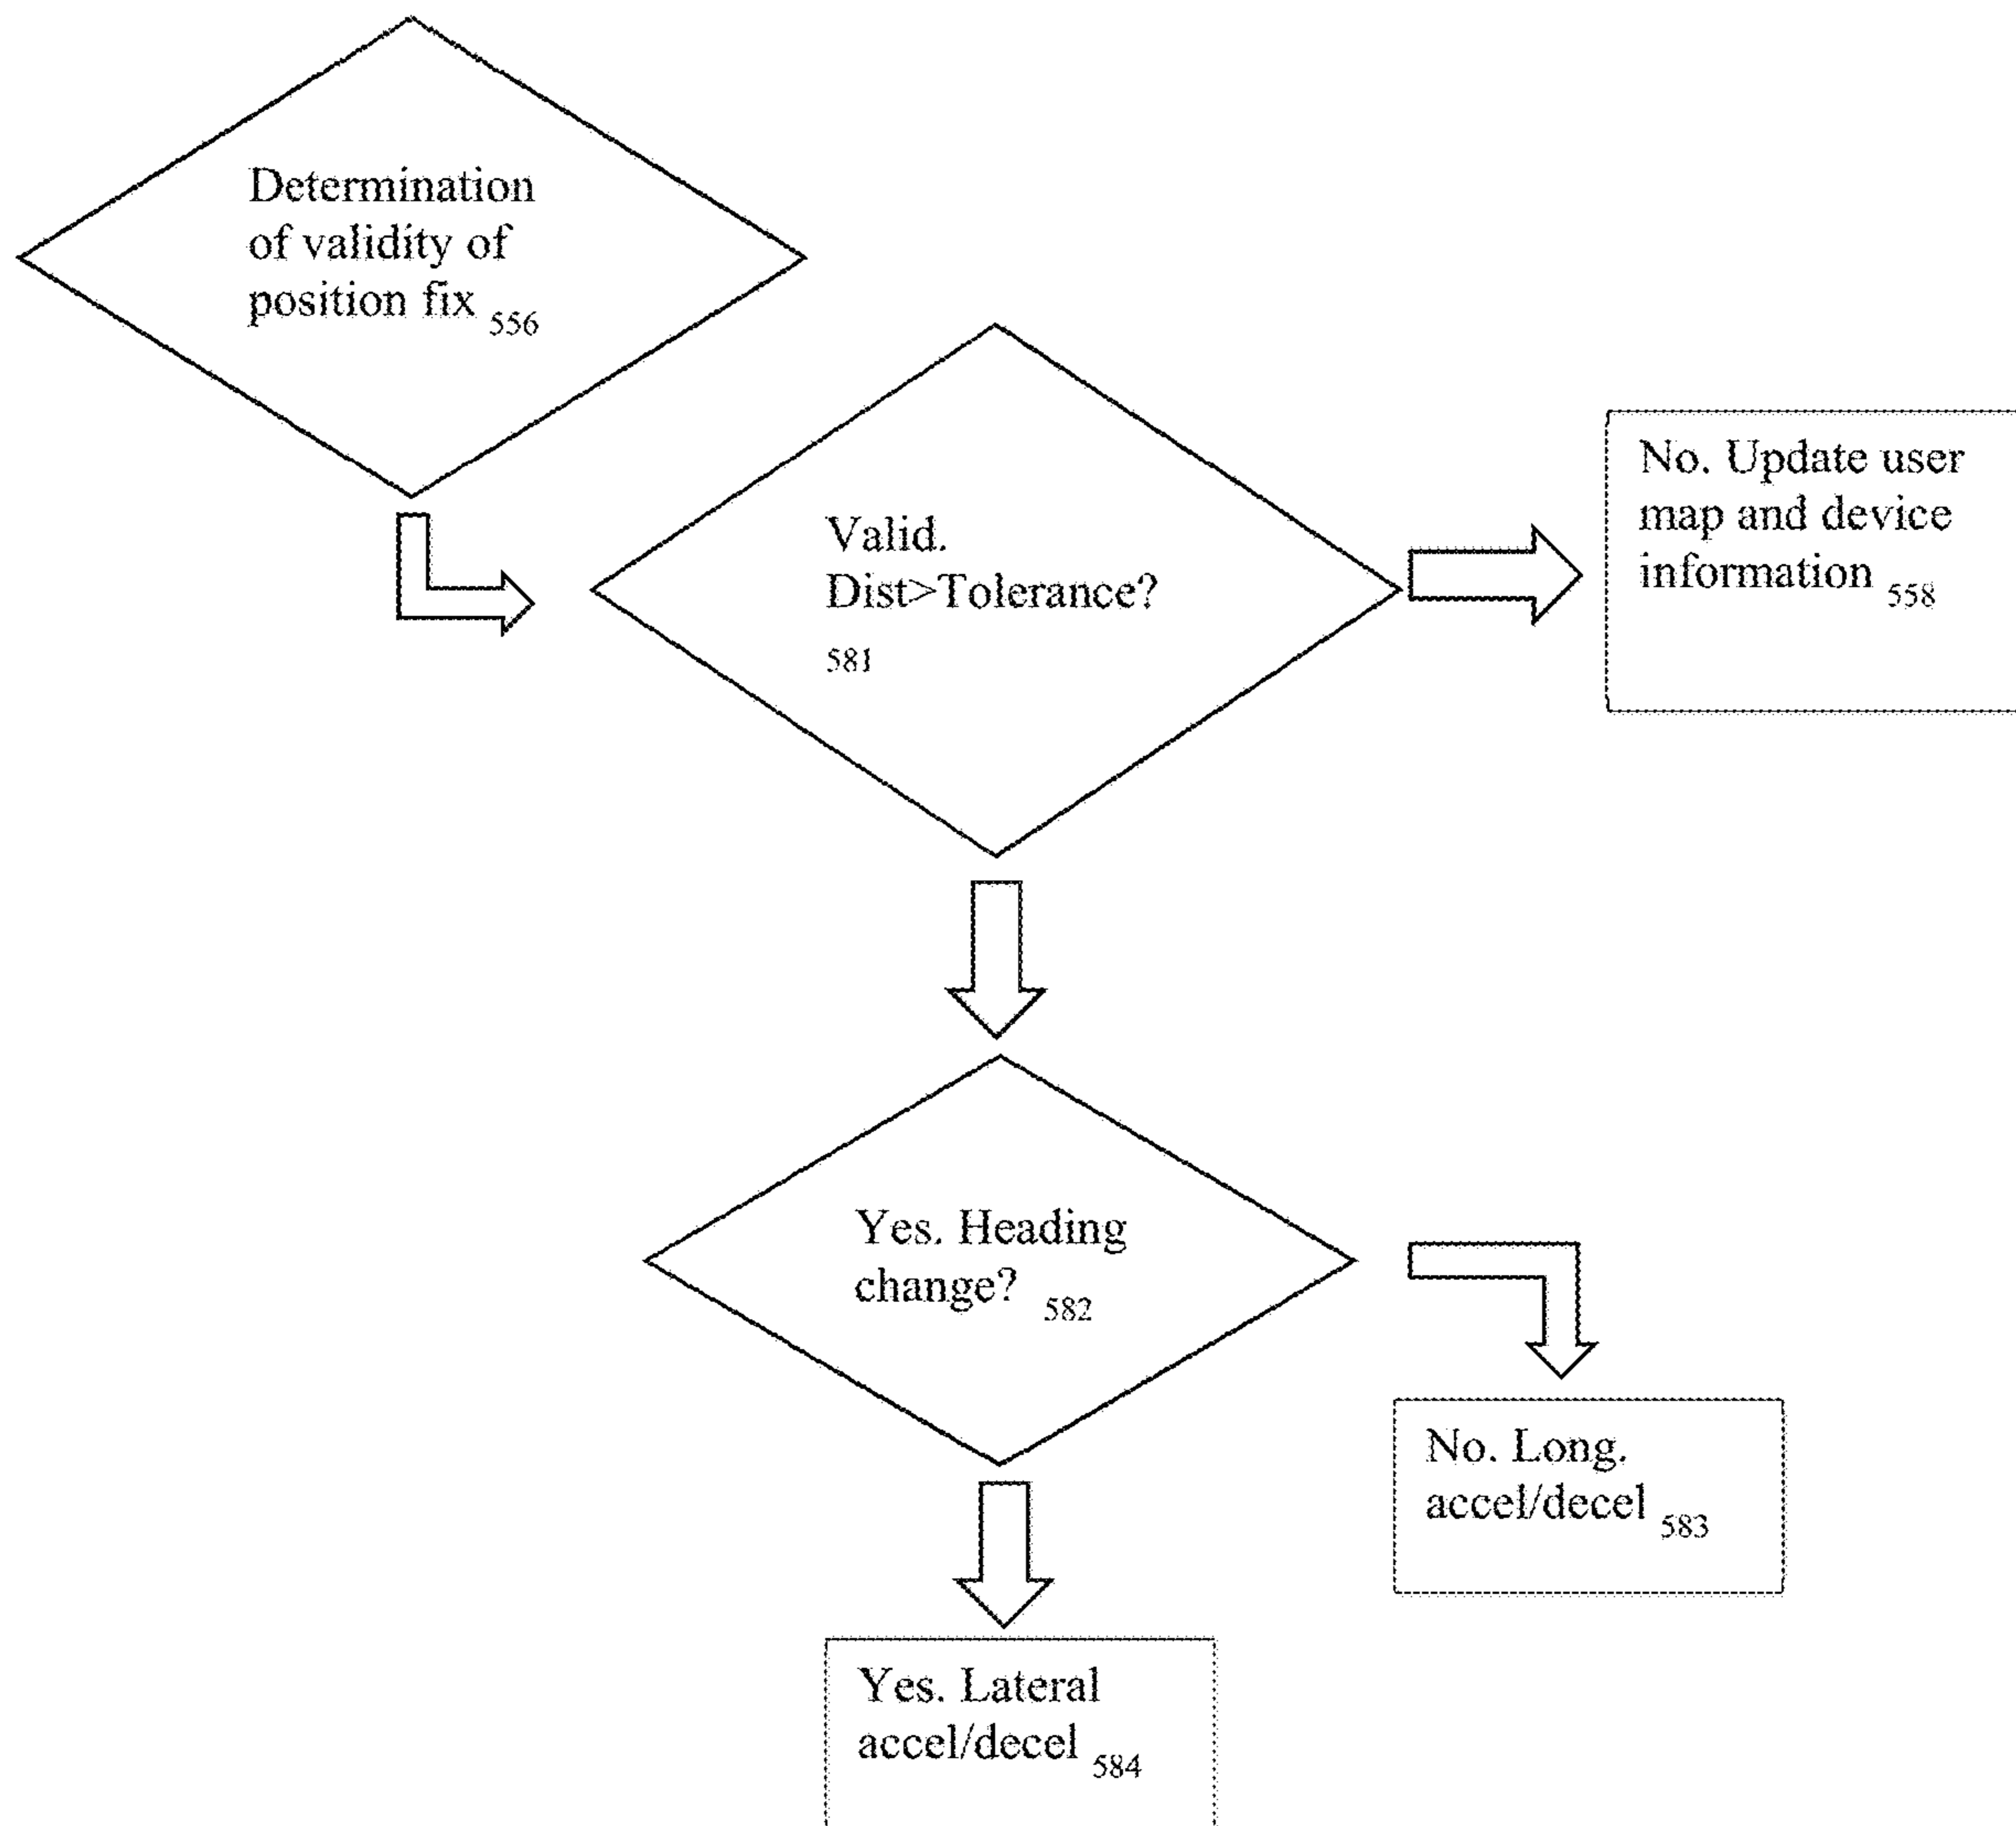 Determination
of validity of
position fix 556
Valid.
Dist>Tolerance?
581
No. Update user
map and device
information 558
Yes. Heading
change? 582
No. Long.
accel/decel 583
Yes. Lateral
accel/decel 584